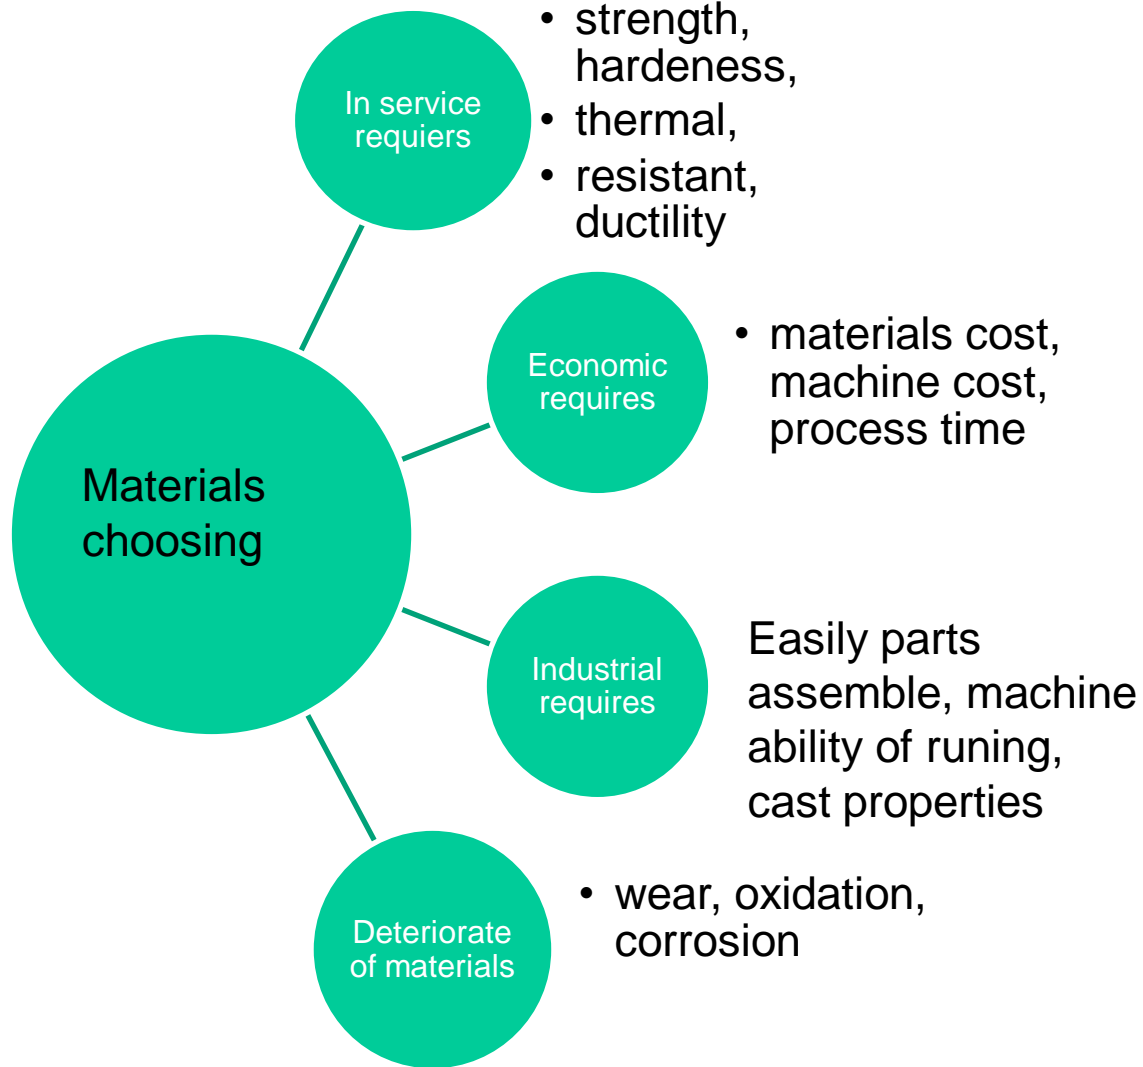 In service
requiers
• strength,
hardeness,
• thermal,
• resistant,
ductility
Economic
requires
• materials cost,
machine cost,
process time
Materials
choosing
Industrial
requires
Easily parts
assemble, machine
ability of runing,
cast properties
Deteriorate
of materials
• wear, oxidation,
corrosion